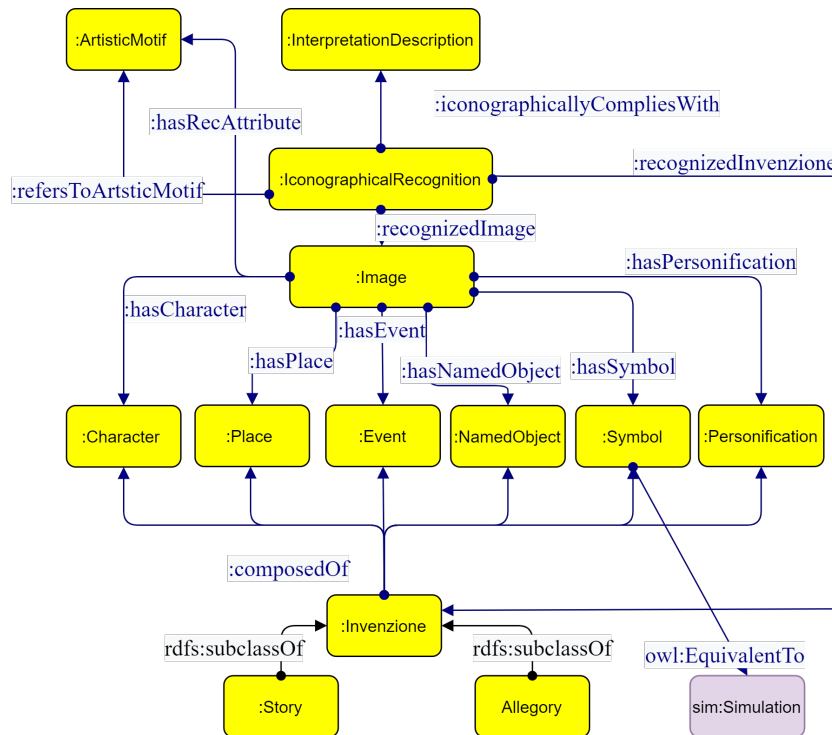 :ArtisticMotif
:InterpretationDescription
:iconographicallyCompliesWith
:hasRecAttribute
:recognizedInvenzione
:IconographicalRecognition
:refersToArtsticMotif
:recognizedImage
:hasPersonification
:Image
:hasCharacter
:hasEvent
:hasPlace
:hasNamedObject
:hasSymbol
:Character
:Place
:Event
:NamedObject
:Symbol
:Personification
:composedOf
:Invenzione
rdfs:subclassOf
rdfs:subclassOf
owl:EquivalentTo
:Story
Allegory
sim:Simulation